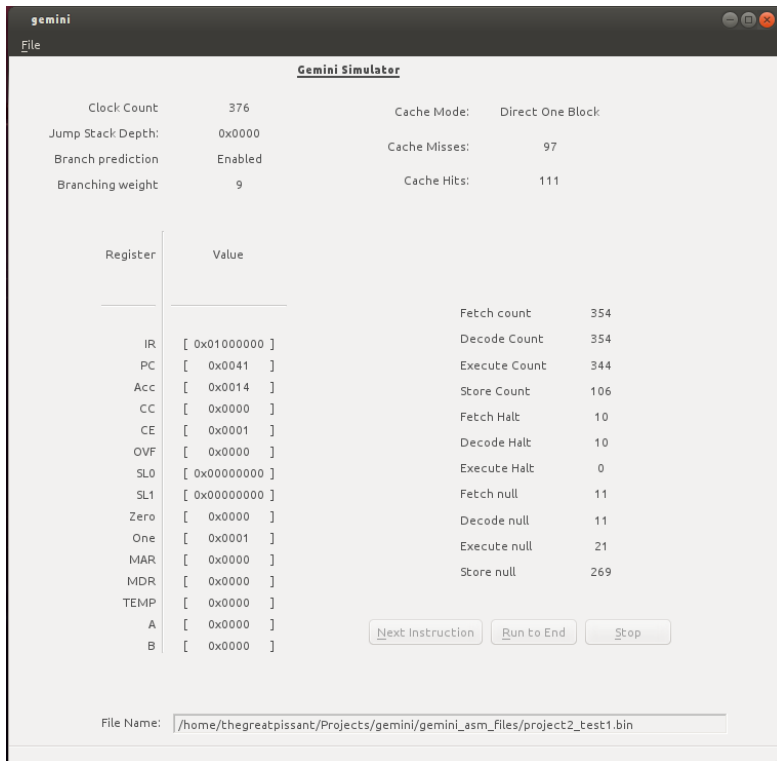 gemini
File
Gemini Simulator
Clock Count 376
Jump Stack Depth: 0x0000
Branch prediction Enabled
Branching weight 9
Cache Mode: Direct One Block
Cache Misses: 97
Cache Hits: 111
Register Value
IR [ 0x01000000 ]
PC [ 0x0041 ]
Acc [ 0x0014 ]
CC [ 0x0000 ]
CE [ 0x0001 ]
OVF [ 0x0000 ]
SL0 [ 0x00000000 ]
SL1 [ 0x00000000 ]
Zero [ 0x0000 ]
One [ 0x0001 ]
MAR [ 0x0000 ]
MDR [ 0x0000 ]
TEMP [ 0x0000 ]
A [ 0x0000 ]
B [ 0x0000 ]
Fetch count 354
Decode Count 354
Execute Count 344
Store Count 106
Fetch Halt 10
Decode Halt 10
Execute Halt 0
Fetch null 11
Decode null 11
Execute null 21
Store null 269
Next Instruction Run to End Stop
File Name: /home/thegreatpissant/Projects/gemini/gemini_asm_files/project2_test1.bin